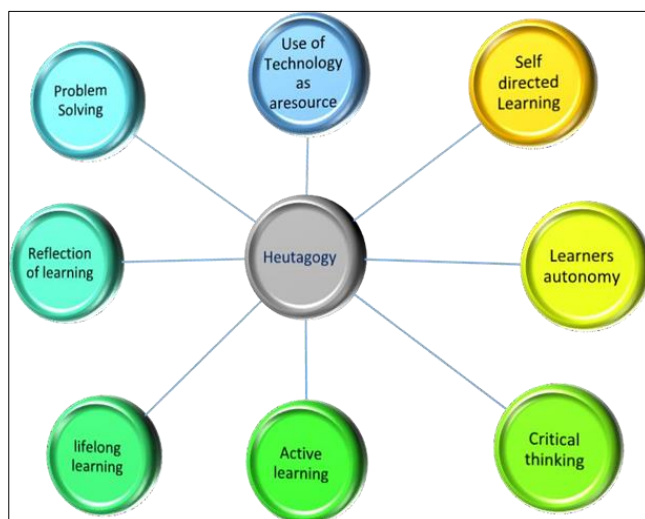 Use of
Technology
as
aresource
Self
directed
Learning
Problem
Solving
Reflection
of learning
Heutagogy
Learners
autonomy
lifelong
learning
Active
learning
Critical
thinking